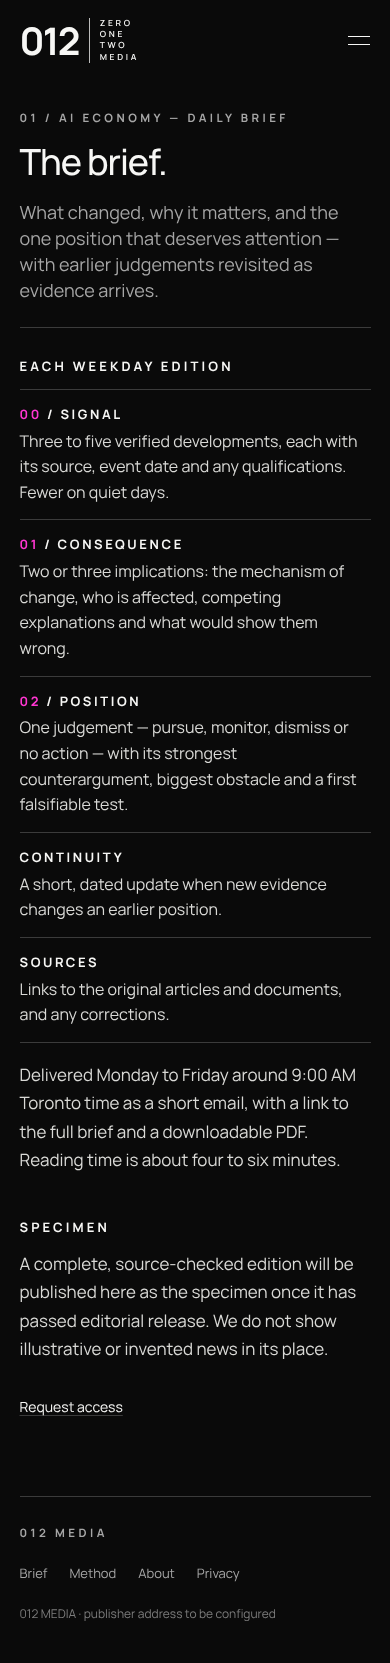 012
ZERO
ONE
TWO
MEDIA
01 / AI ECONOMY — DAILY BRIEF
The brief.
What changed, why it matters, and the
one position that deserves attention —
with earlier judgements revisited as
evidence arrives.
EACH WEEKDAY EDITION
00 / SIGNAL
Three to five verified developments, each with
its source, event date and any qualifications.
Fewer on quiet days.
01 / CONSEQUENCE
Two or three implications: the mechanism of
change, who is affected, competing
explanations and what would show them
wrong.
02 / POSITION
One judgement — pursue, monitor, dismiss or
no action — with its strongest
counterargument, biggest obstacle and a first
falsifiable test.
CONTINUITY
A short, dated update when new evidence
changes an earlier position.
SOURCES
Links to the original articles and documents,
and any corrections.
Delivered Monday to Friday around 9:00 AM
Toronto time as a short email, with a link to
the full brief and a downloadable PDF.
Reading time is about four to six minutes.
SPECIMEN
A complete, source-checked edition will be
published here as the specimen once it has
passed editorial release. We do not show
illustrative or invented news in its place.
Request access
012 MEDIA
Brief Method About Privacy
012 MEDIA · publisher address to be configured